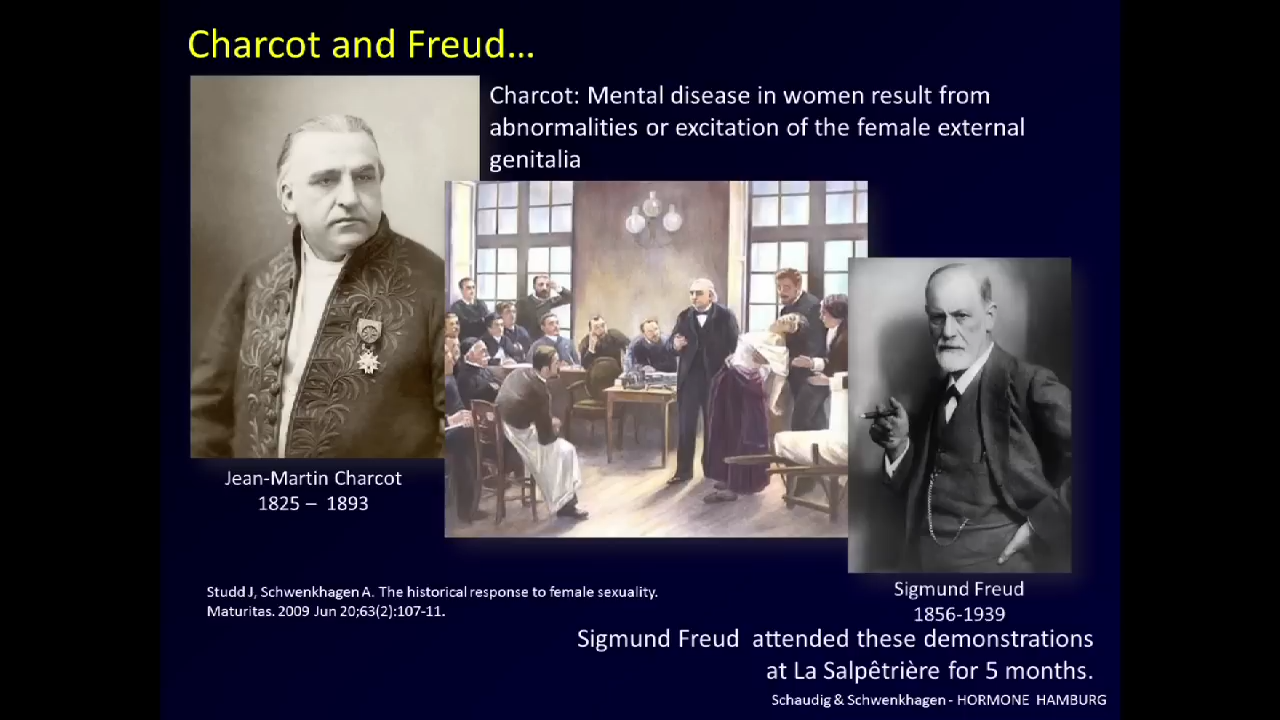 Charcot and Freud...
Charcot: Mental disease in women result from
abnormalities or excitation of the female external
genitalia
Jean-Martin Charcot
1825 – 1893
Studd J, Schwenkhagen A. The historical response to female sexuality.
Maturitas. 2009 Jun 20;63(2):107-11.
Sigmund Freud
1856-1939
Sigmund Freud attended these demonstrations
at La Salpêtrière for 5 months.
Schaudig & Schwenkhagen - HORMONE HAMBURG